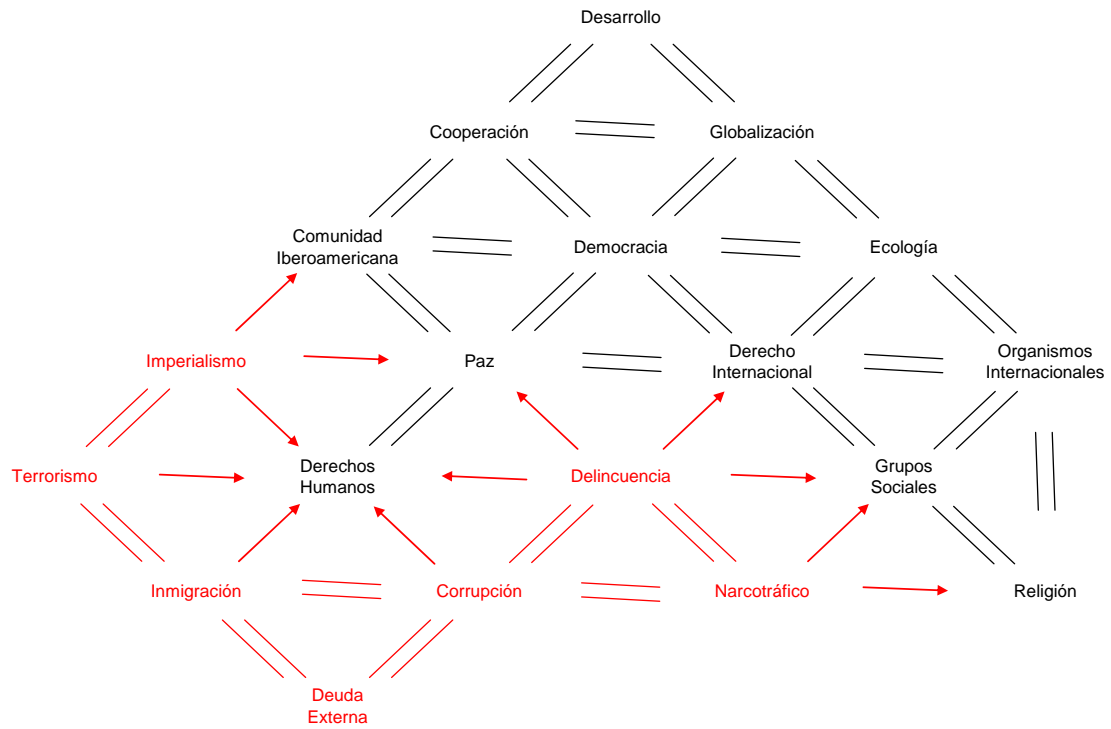 Desarrollo
Cooperación
Globalización
Comunidad
Iberoamericana
Democracia
Ecología
Imperialismo
Paz
Derecho
Internacional
Organismos
Internacionales
Terrorismo
Derechos
Humanos
Delincuencia
Grupos
Sociales
Inmigración
Corrupción
Narcotráfico
Religión
Deuda
Externa